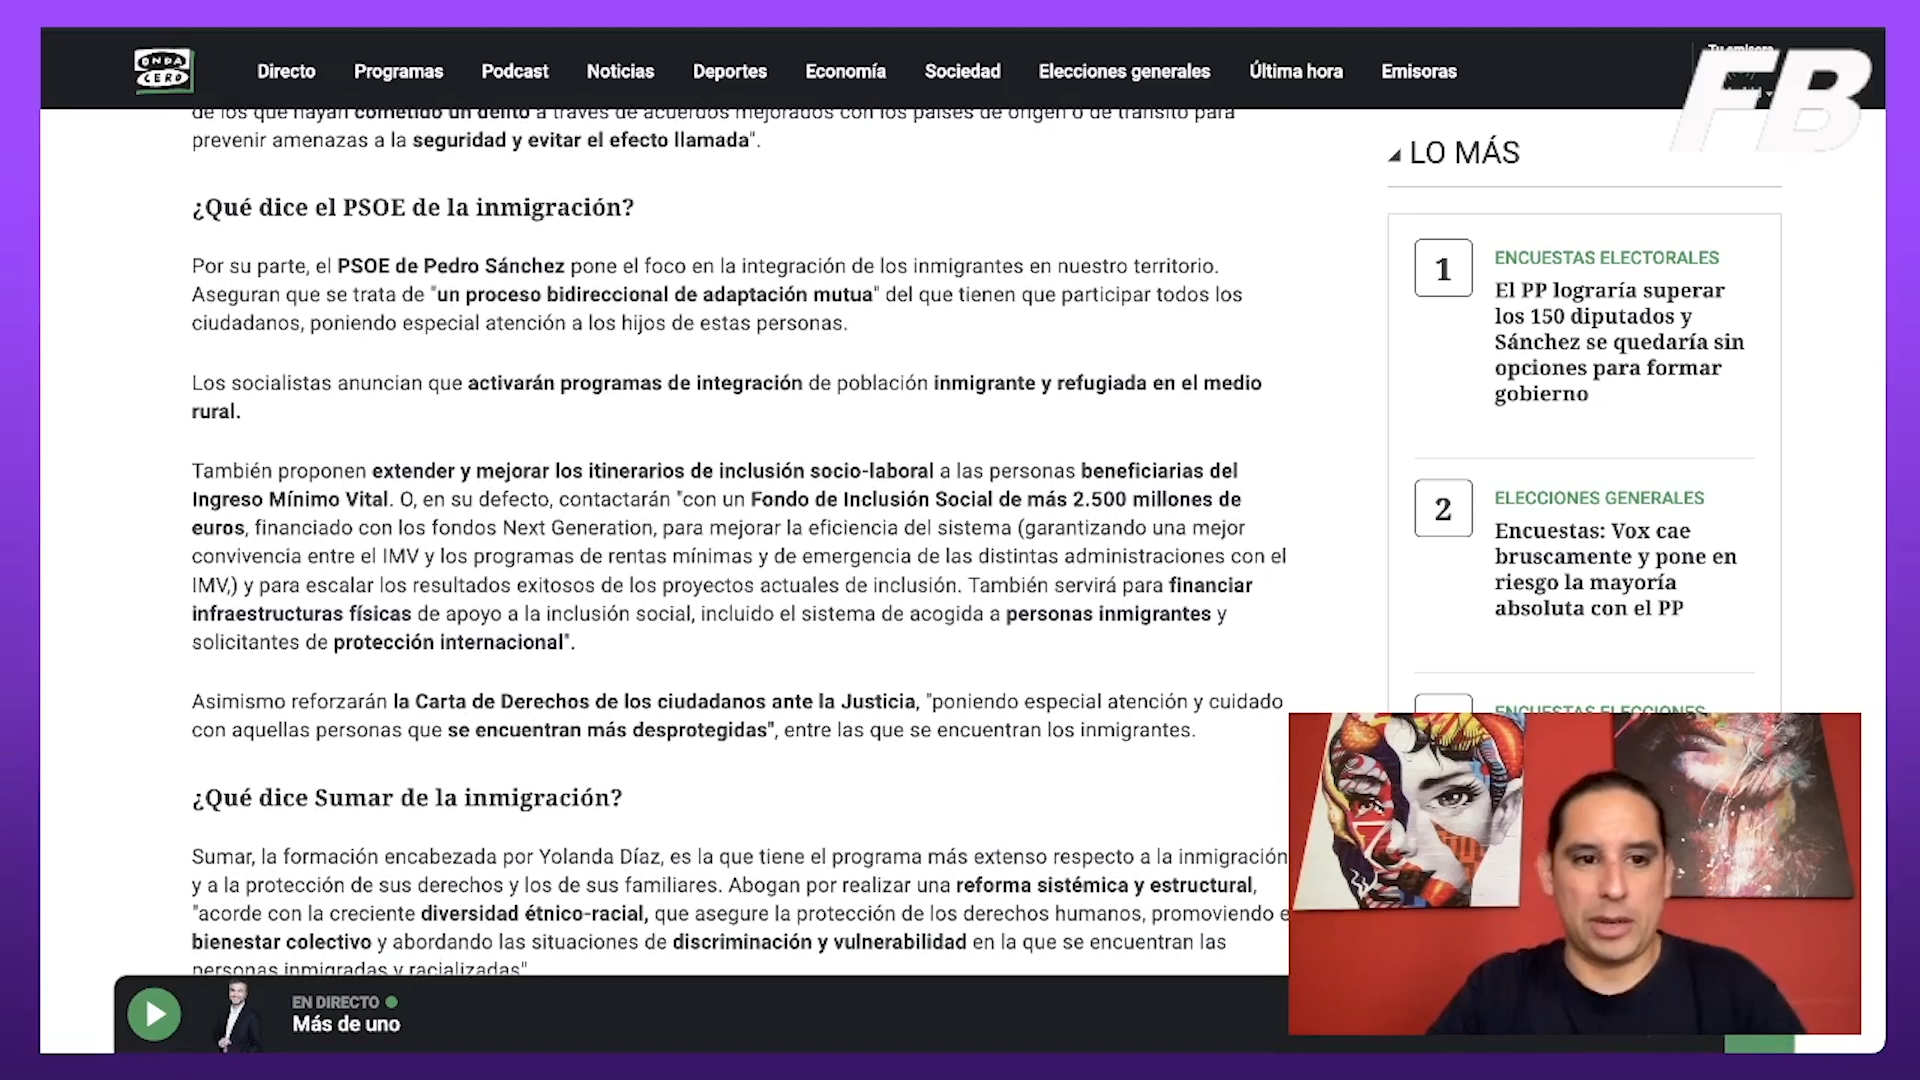 ONDA
CERO
Directo
Programas
Podcast
Noticias
Deportes
Economía
Sociedad
Elecciones generales
Última hora
Emisoras
Tu emisora
FB
de los que hayan cometido un delito a través de acuerdos mejorados con los países de origen o de tránsito para
prevenir amenazas a la seguridad y evitar el efecto llamada".
¿Qué dice el PSOE de la inmigración?
Por su parte, el PSOE de Pedro Sánchez pone el foco en la integración de los inmigrantes en nuestro territorio.
Aseguran que se trata de "un proceso bidireccional de adaptación mutua" del que tienen que participar todos los
ciudadanos, poniendo especial atención a los hijos de estas personas.
Los socialistas anuncian que activarán programas de integración de población inmigrante y refugiada en el medio
rural.
También proponen extender y mejorar los itinerarios de inclusión socio-laboral a las personas beneficiarias del
Ingreso Mínimo Vital. O, en su defecto, contactarán "con un Fondo de Inclusión Social de más 2.500 millones de
euros, financiado con los fondos Next Generation, para mejorar la eficiencia del sistema (garantizando una mejor
convivencia entre el IMV y los programas de rentas mínimas y de emergencia de las distintas administraciones con el
IMV,) y para escalar los resultados exitosos de los proyectos actuales de inclusión. También servirá para financiar
infraestructuras físicas de apoyo a la inclusión social, incluido el sistema de acogida a personas inmigrantes y
solicitantes de protección internacional".
Asimismo reforzarán la Carta de Derechos de los ciudadanos ante la Justicia, "poniendo especial atención y cuidado
con aquellas personas que se encuentran más desprotegidas", entre las que se encuentran los inmigrantes.
¿Qué dice Sumar de la inmigración?
Sumar, la formación encabezada por Yolanda Díaz, es la que tiene el programa más extenso respecto a la inmigración
y a la protección de sus derechos y los de sus familiares. Abogan por realizar una reforma sistémica y estructural,
"acorde con la creciente diversidad étnico-racial, que asegure la protección de los derechos humanos, promoviendo e
bienestar colectivo y abordando las situaciones de discriminación y vulnerabilidad en la que se encuentran las
personas inmigradas y racializadas"
LO MÁS
1
ENCUESTAS ELECTORALES
El PP lograría superar
los 150 diputados y
Sánchez se quedaría sin
opciones para formar
gobierno
2
ELECCIONES GENERALES
Encuestas: Vox cae
bruscamente y pone en
riesgo la mayoría
absoluta con el PP
ENCUESTAS ELECCIONES
EN DIRECTO
Más de uno